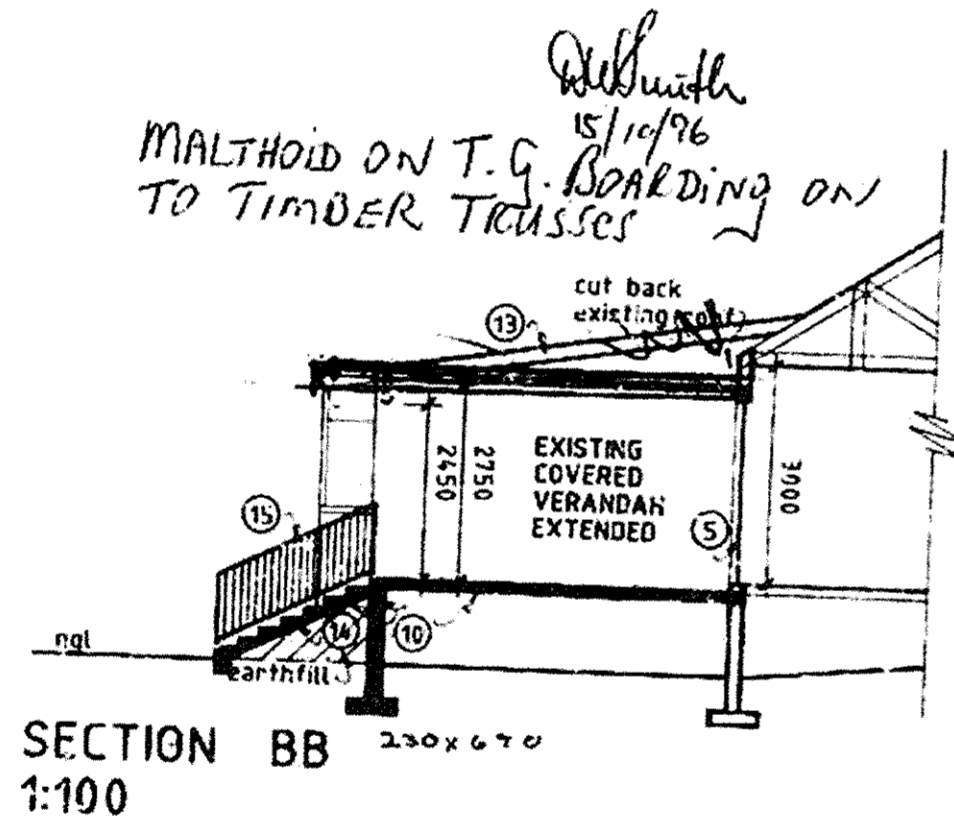 15/10/96
MALTHOID ON T.G. BOARDING ON
TO TIMBER TRUSSES
cut back
existing roof
13
2450
2750
EXISTING
COVERED
VERANDAH
EXTENDED
3000
15
5
14
10
ngl
earthfill
SECTION BB
230x690
1:100